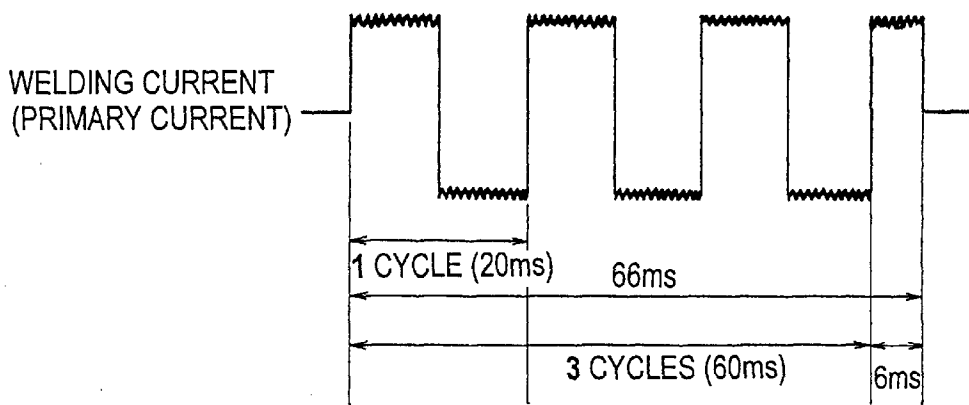 WELDING CURRENT
(PRIMARY CURRENT)
1 CYCLE (20ms)
66ms
3 CYCLES (60ms)
6ms